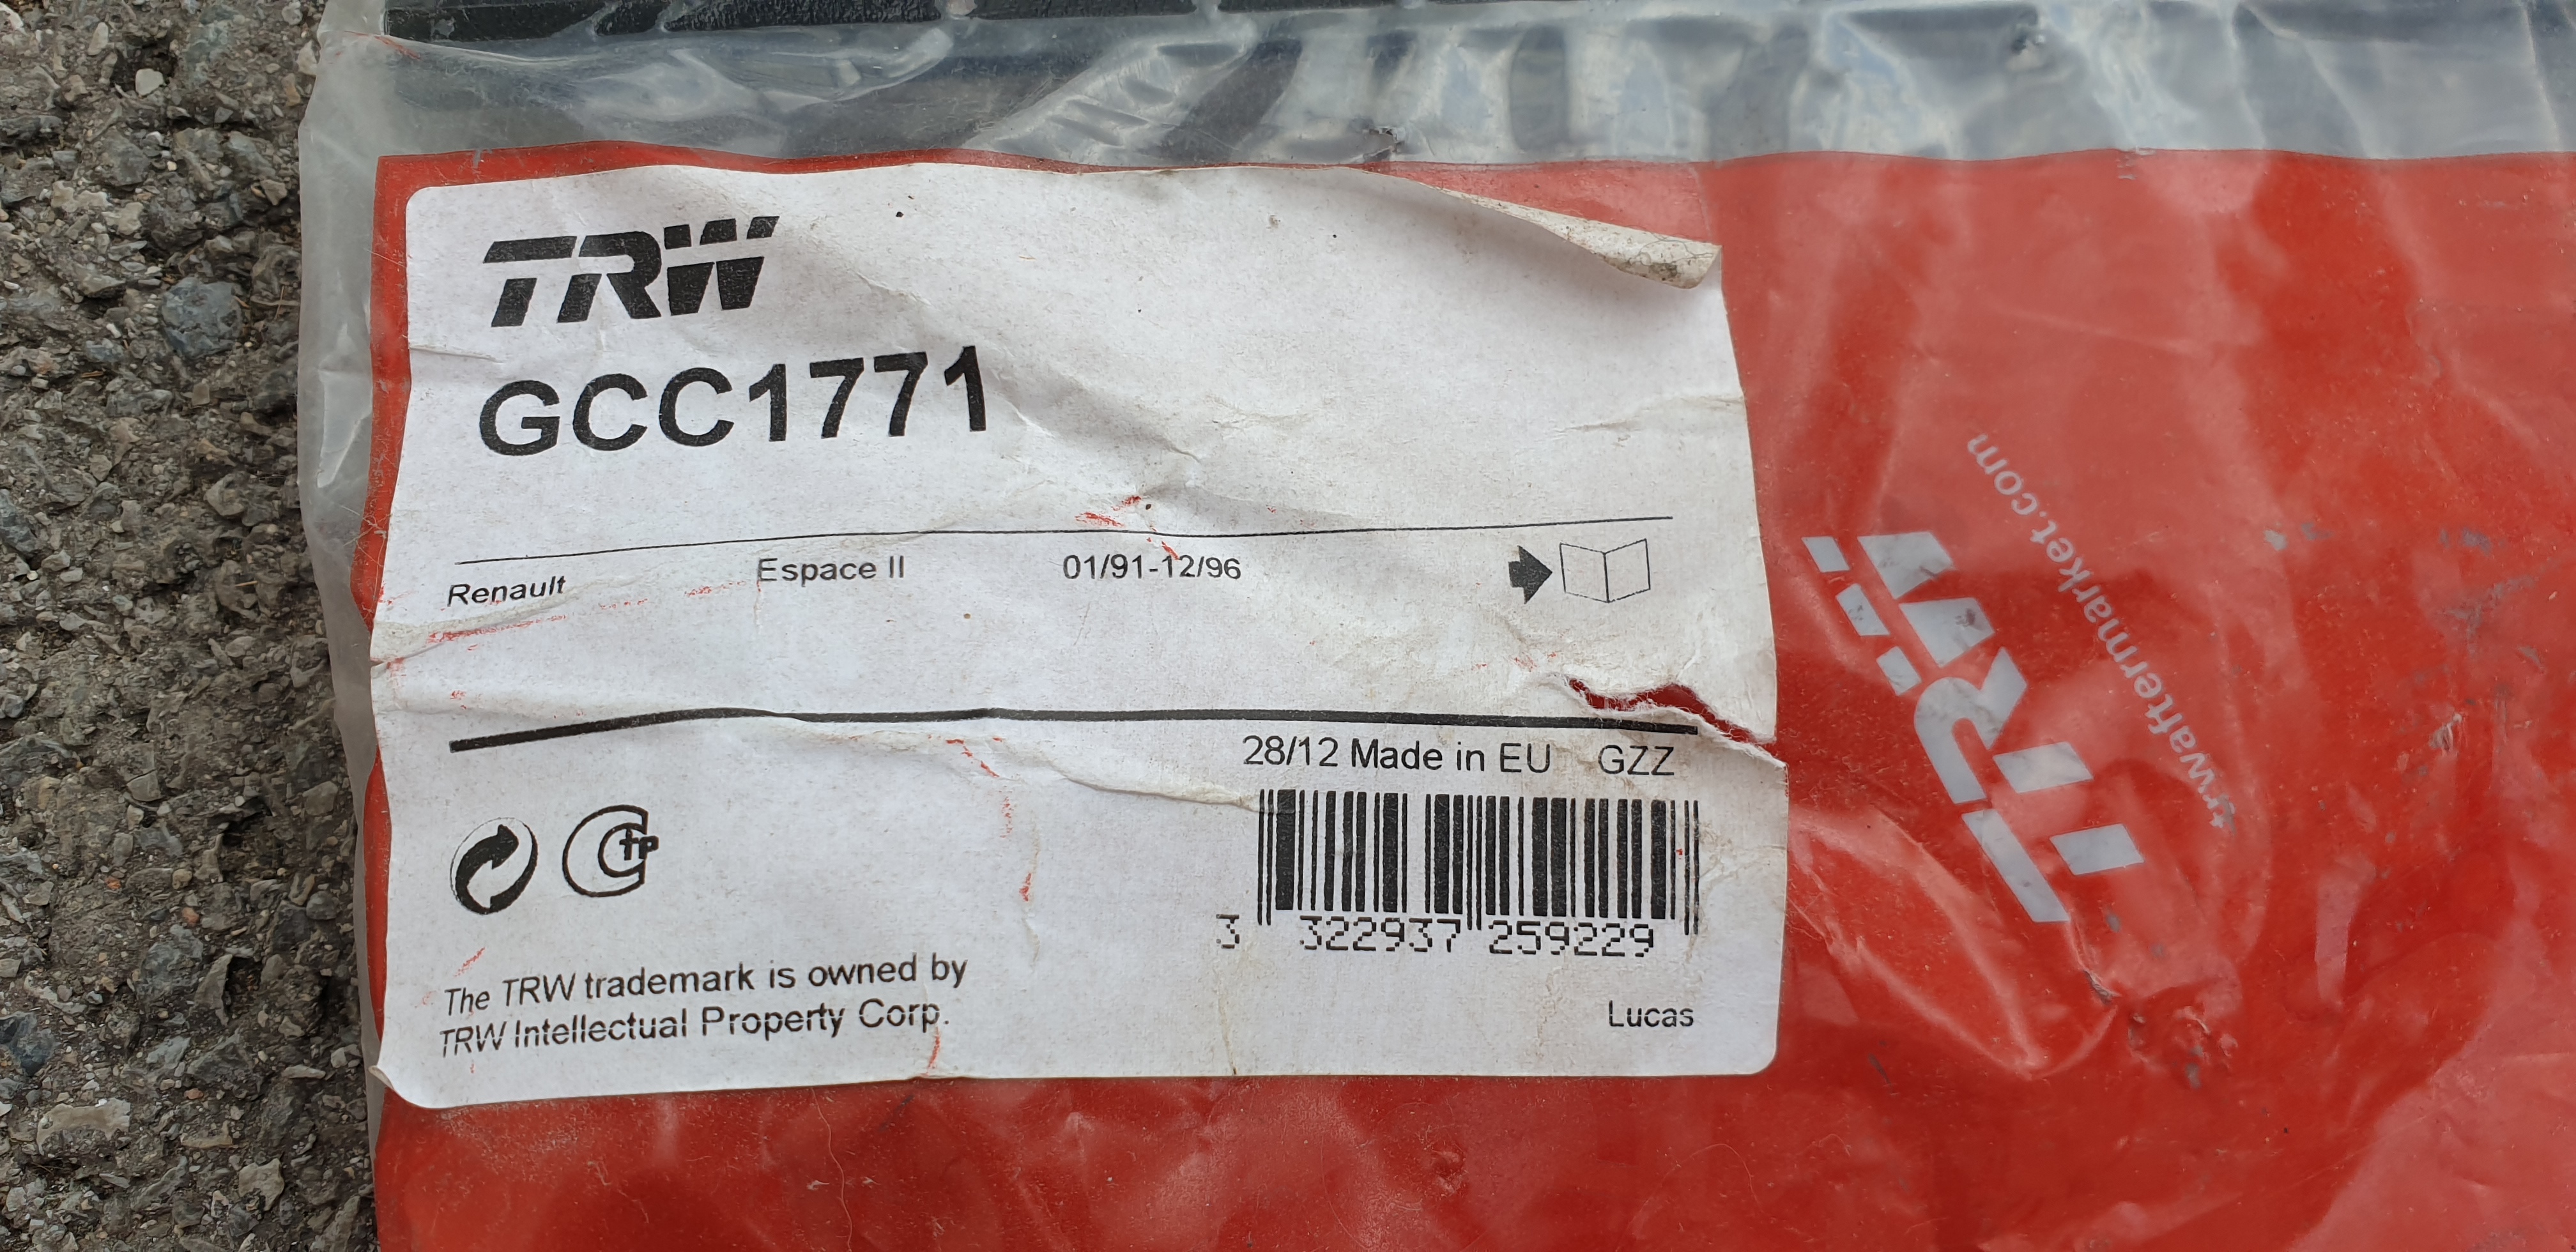 TRW
GCC1771
Renault Espace II 01/91-12/96
28/12 Made in EU GZZ
3 322937 259229
The TRW trademark is owned by
TRW Intellectual Property Corp.
Lucas
tp
TRW
trwaftermarket.com